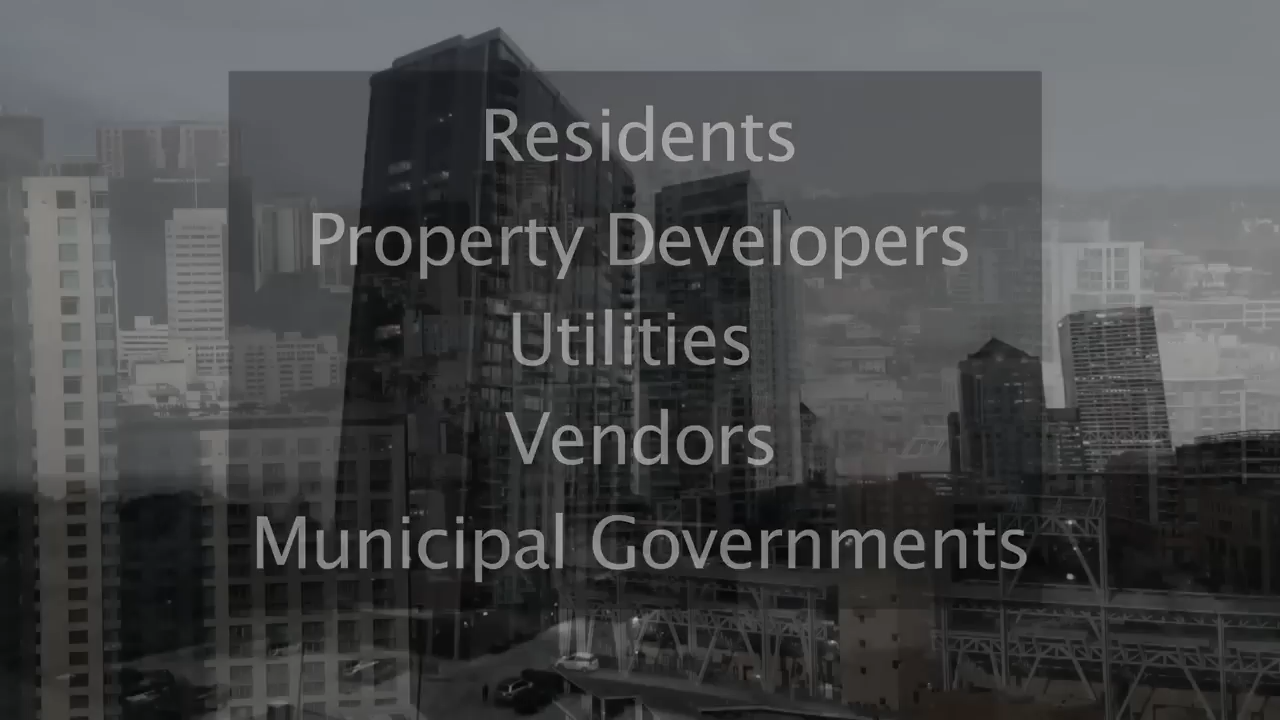 Residents
Property Developers
Utilities
Vendors
Municipal Governments